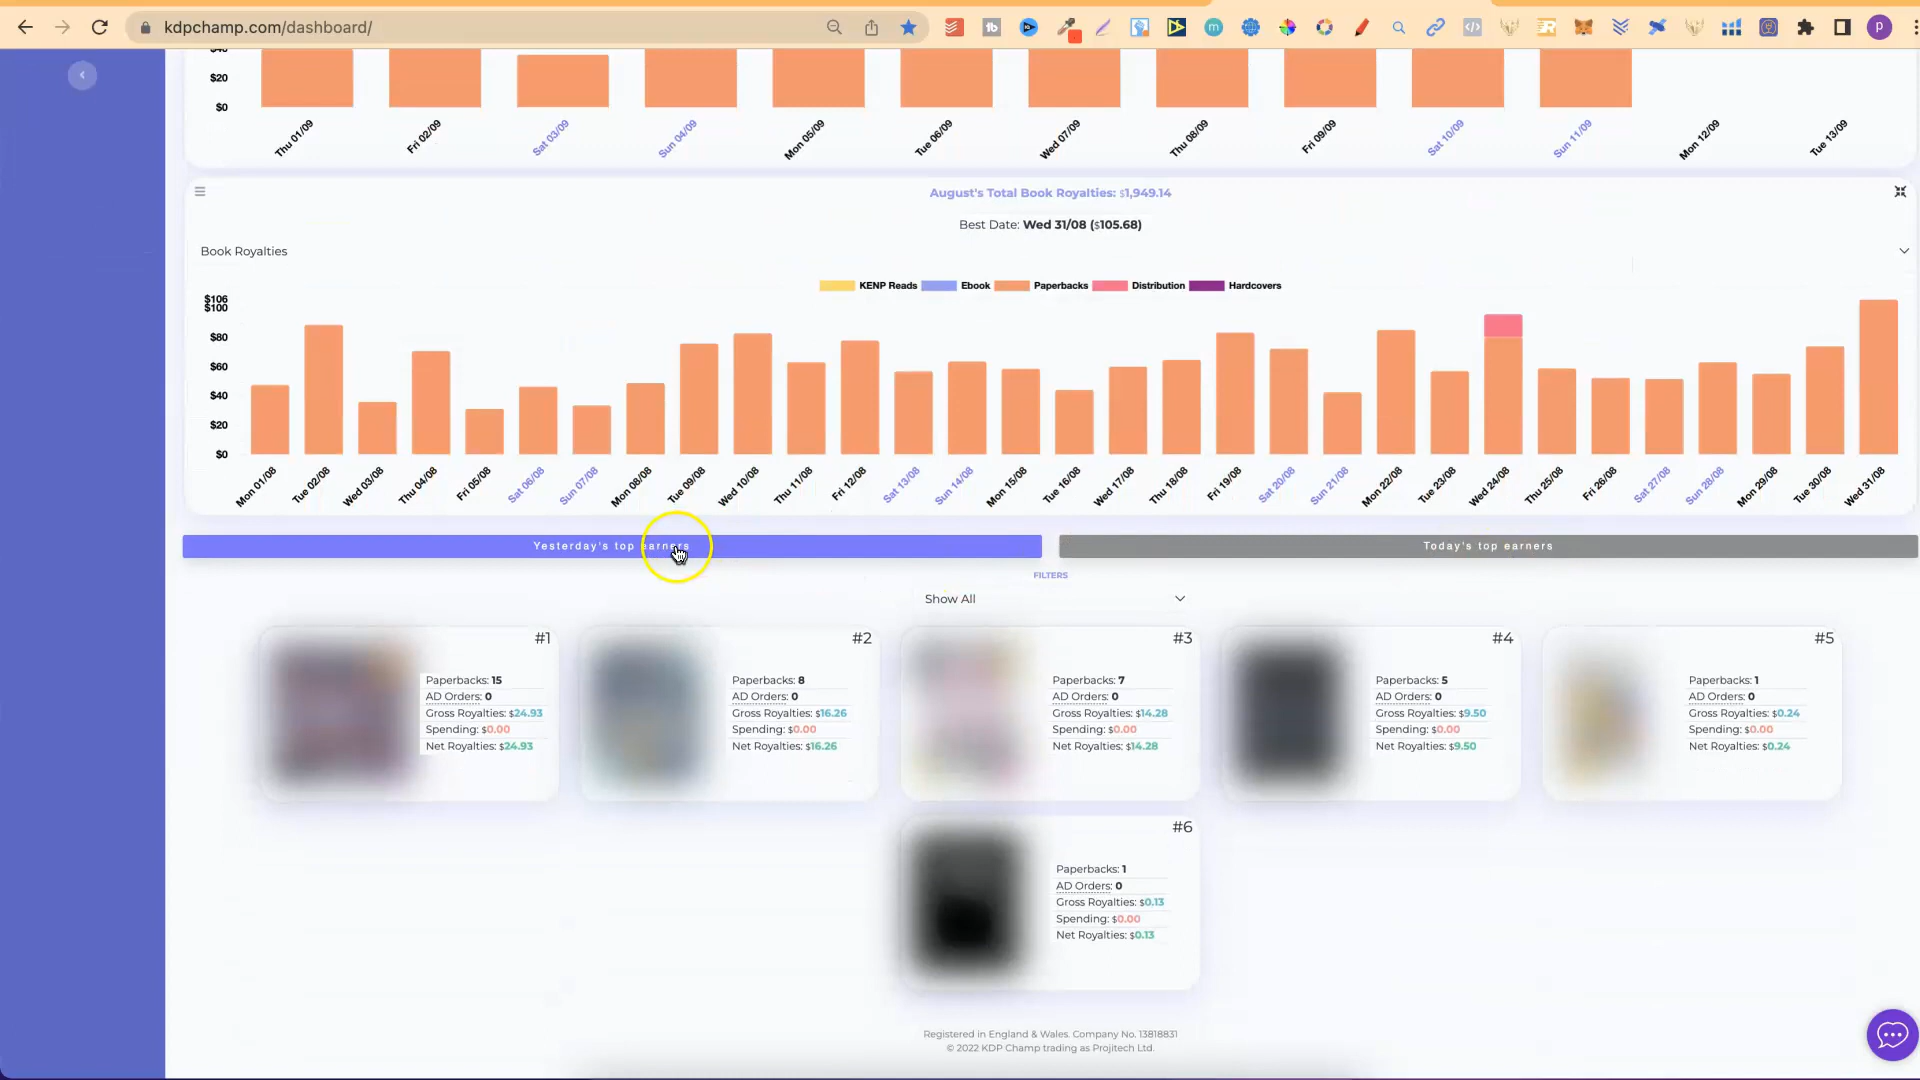 kdpchamp.com/dashboard/
$40
$20
$0
Thu 01/09
Fri 02/09
Sat 03/09
Sun 04/09
Mon 05/09
Tue 06/09
Wed 07/09
Thu 08/09
Fri 09/09
Sat 10/09
Sun 11/09
Mon 12/09
Tue 13/09
August's Total Book Royalties: $1,949.14
Best Date: Wed 31/08 ($105.68)
Book Royalties
KENP Reads Ebook Paperbacks Distribution Hardcovers
$106
$100
$80
$60
$40
$20
$0
Mon 01/08
Tue 02/08
Wed 03/08
Thu 04/08
Fri 05/08
Sat 06/08
Sun 07/08
Mon 08/08
Tue 09/08
Wed 10/08
Thu 11/08
Fri 12/08
Sat 13/08
Sun 14/08
Mon 15/08
Tue 16/08
Wed 17/08
Thu 18/08
Fri 19/08
Sat 20/08
Sun 21/08
Mon 22/08
Tue 23/08
Wed 24/08
Thu 25/08
Fri 26/08
Sat 27/08
Sun 28/08
Mon 29/08
Tue 30/08
Wed 31/08
Yesterday's top earners
Today's top earners
FILTERS
Show All
#1
Paperbacks: 15
AD Orders: 0
Gross Royalties: $24.93
Spending: $0.00
Net Royalties: $24.93
#2
Paperbacks: 8
AD Orders: 0
Gross Royalties: $16.26
Spending: $0.00
Net Royalties: $16.26
#3
Paperbacks: 7
AD Orders: 0
Gross Royalties: $14.28
Spending: $0.00
Net Royalties: $14.28
#4
Paperbacks: 5
AD Orders: 0
Gross Royalties: $9.50
Spending: $0.00
Net Royalties: $9.50
#5
Paperbacks: 1
AD Orders: 0
Gross Royalties: $0.24
Spending: $0.00
Net Royalties: $0.24
#6
Paperbacks: 1
AD Orders: 0
Gross Royalties: $0.13
Spending: $0.00
Net Royalties: $0.13
Registered in England & Wales. Company No. 13818831
© 2022 KDP Champ trading as Projitech Ltd.